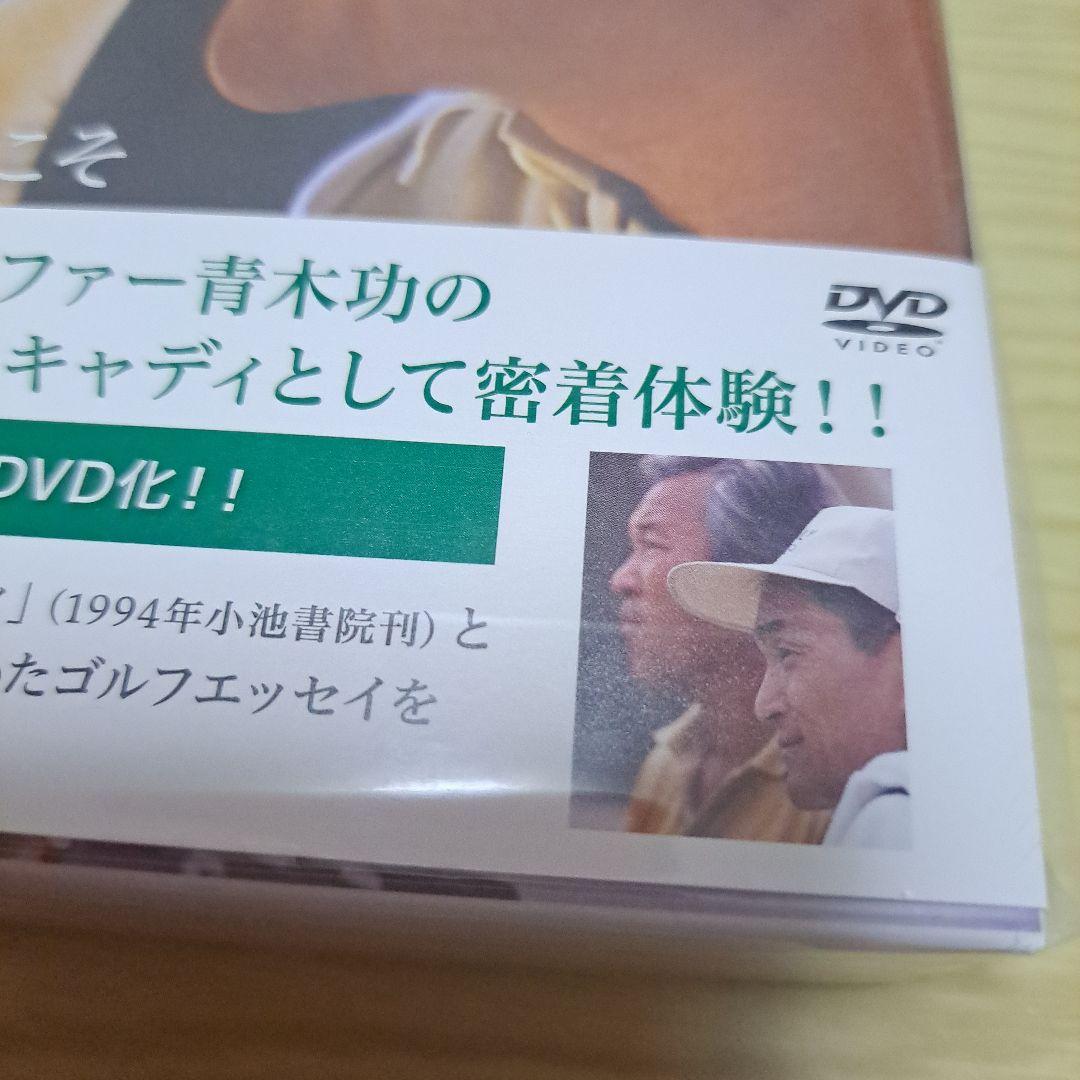 こそ
ファー青木功の
キャディとして密着体験!!
DVD
VIDEO
DVD化!!
」(1994年小池書院刊)と
たゴルフエッセイを